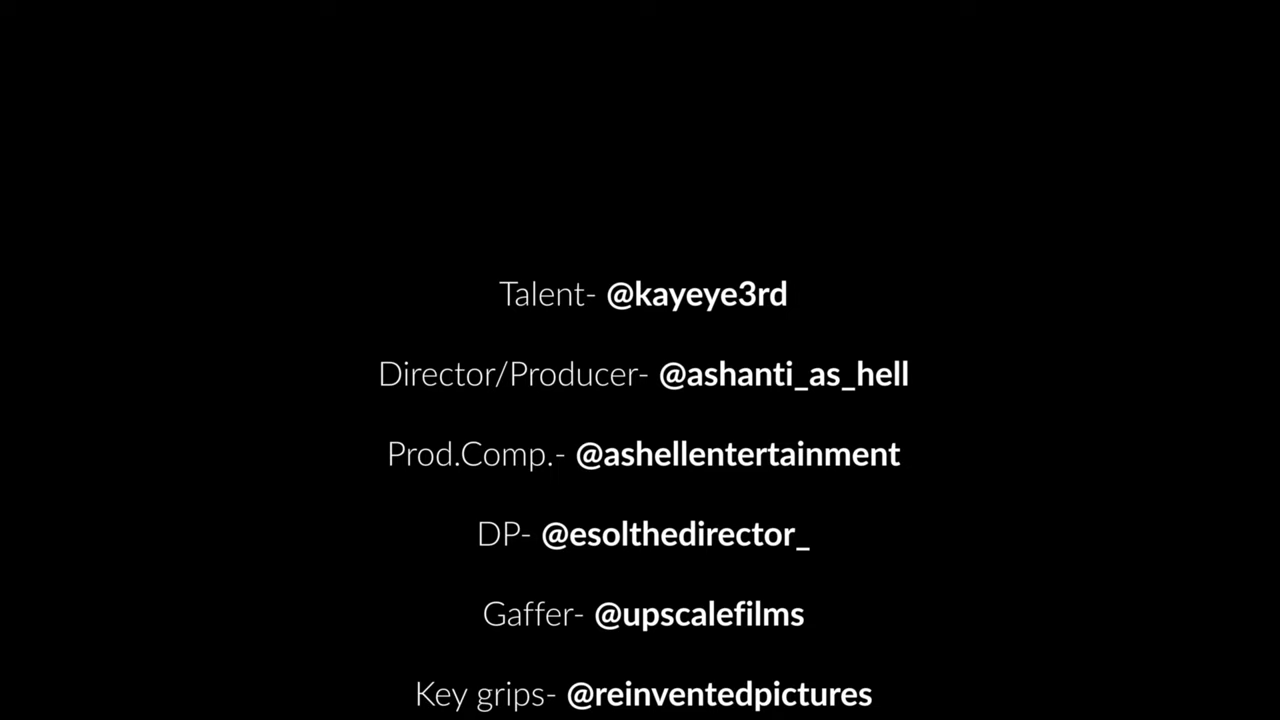 Talent- @kayeye3rd
Director/Producer- @ashanti_as_hell
Prod.Comp.- @ashellentertainment
DP- @esolthedirector_
Gaffer- @upscalefilms
Key grips- @reinventedpictures